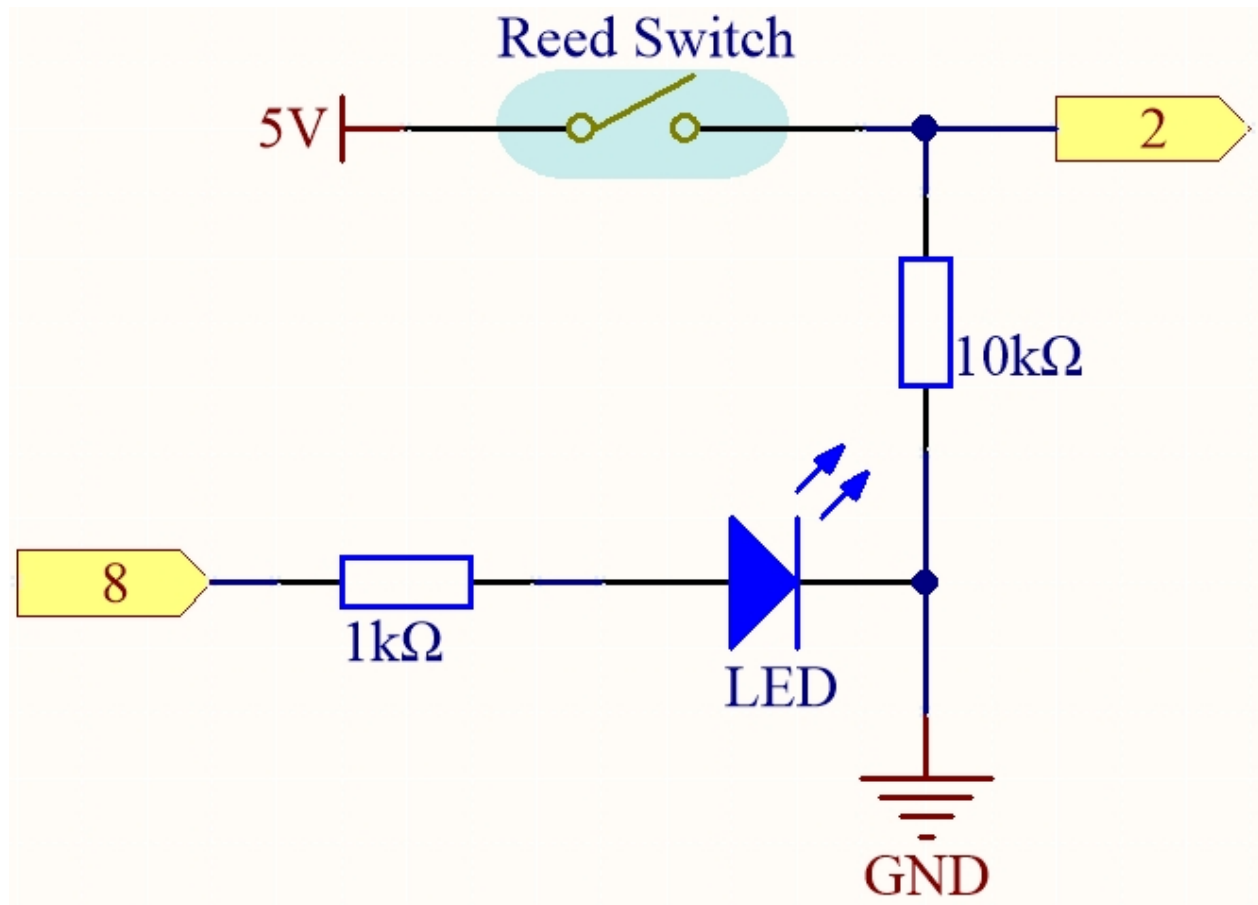 Reed Switch
5V
2
10kΩ
8
1kΩ
LED
GND